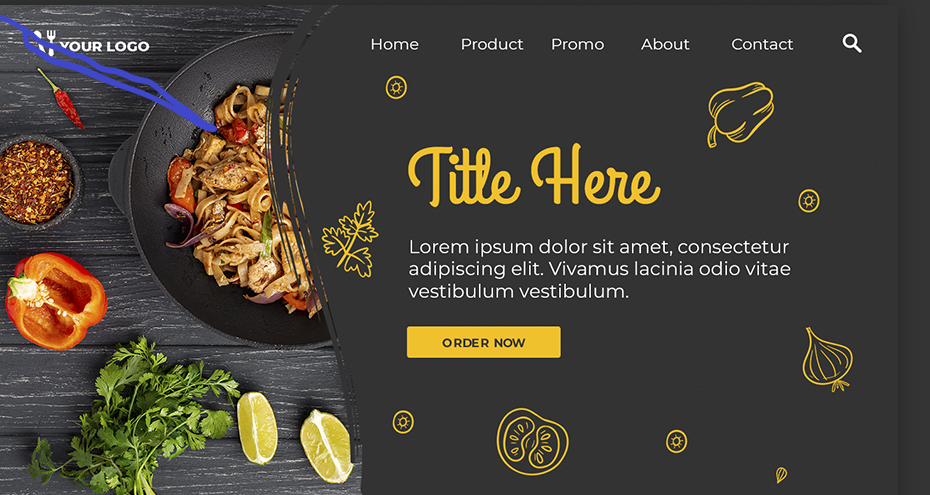 YOUR LOGO
Home Product Promo About Contact
Title Here
Lorem ipsum dolor sit amet, consectetur
adipiscing elit. Vivamus lacinia odio vitae
vestibulum vestibulum.
ORDER NOW